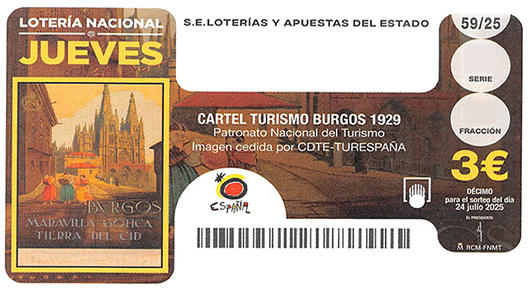 LOTERÍA NACIONAL
JUEVES
S.E.LOTERÍAS Y APUESTAS DEL ESTADO
59/25
SERIE
FRACCIÓN
CARTEL TURISMO BURGOS 1929
Patronato Nacional del Turismo
Imagen cedida por CDTE-TURESPAÑA
3€
DÉCIMO
para el sorteo del día
24 julio 2025
EL PRESIDENTE
RCM-FNMT
ESPAÑA
BURGOS
MARAVILLA GOTICA
TIERRA DEL CID